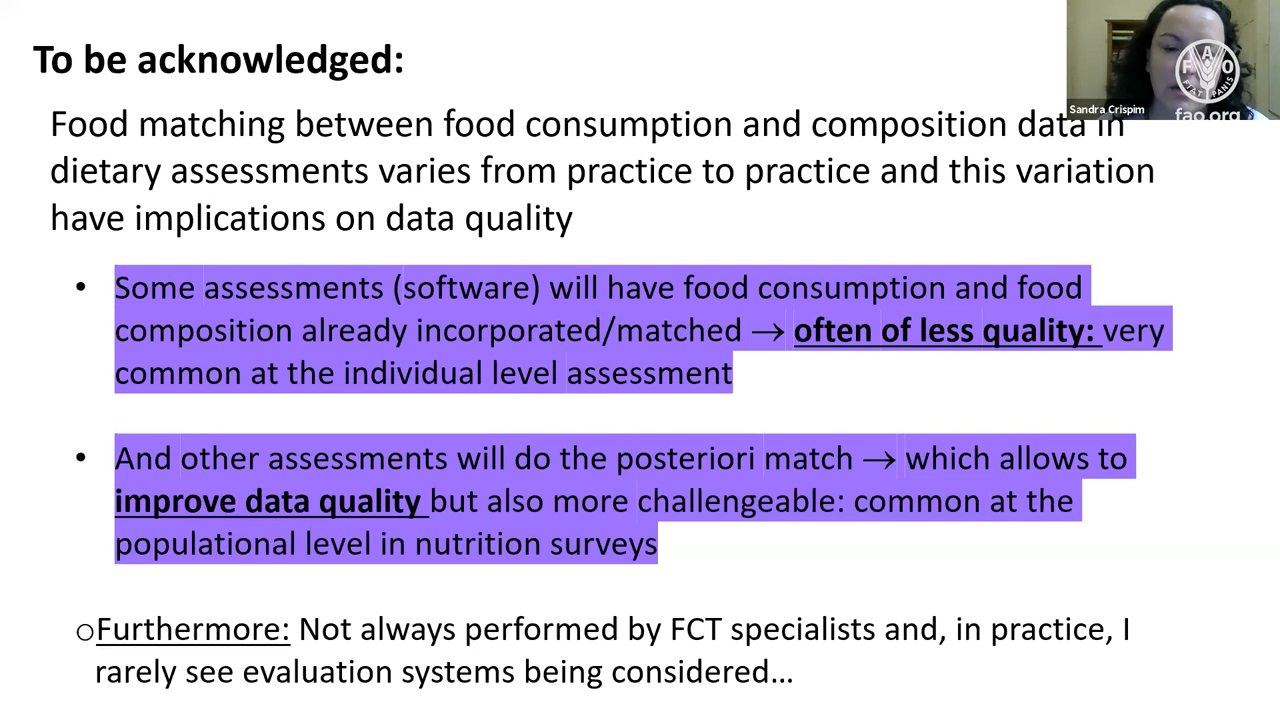 To be acknowledged:
Food matching between food consumption and composition data in
dietary assessments varies from practice to practice and this variation
have implications on data quality
• Some assessments (software) will have food consumption and food
composition already incorporated/matched → often of less quality: very
common at the individual level assessment
• And other assessments will do the posteriori match → which allows to
improve data quality but also more challengeable: common at the
populational level in nutrition surveys
○Furthermore: Not always performed by FCT specialists and, in practice, I
rarely see evaluation systems being considered...
Sandra Crispim
F A O
FIAT PANIS
fao.org